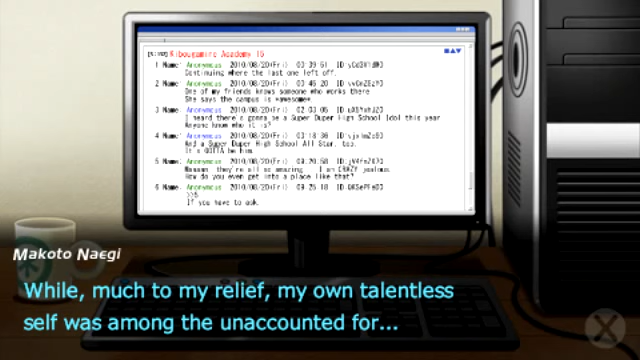 Kibougamine Academy 15
1 Name: Anonymous 2010/08/20(Fri)
Continuing where the last one left off.
2 Name: Anonymous 2010/08/20(Fri)
One of my friends knows someone who works there
She says the campus is *awesome*
3 Name: Anonymous 2010/08/20(Fri)
I heard there's gonna be a Super Duper High School Idol this year
Anyone know who it is?
4 Name: Anonymous 2010/08/20(Fri)
And a Super Duper High School All Star, too.
It's GOTTA be him.
5 Name: Anonymous 2010/08/20(Fri)
they're all so amazing I am CRAZY jealous
How do you even get into a place like that?
6 Name: Anonymous 2010/08/20(Fri)
>>5
If you have to ask,
Makoto Naegi
While, much to my relief, my own talentless
self was among the unaccounted for...
X